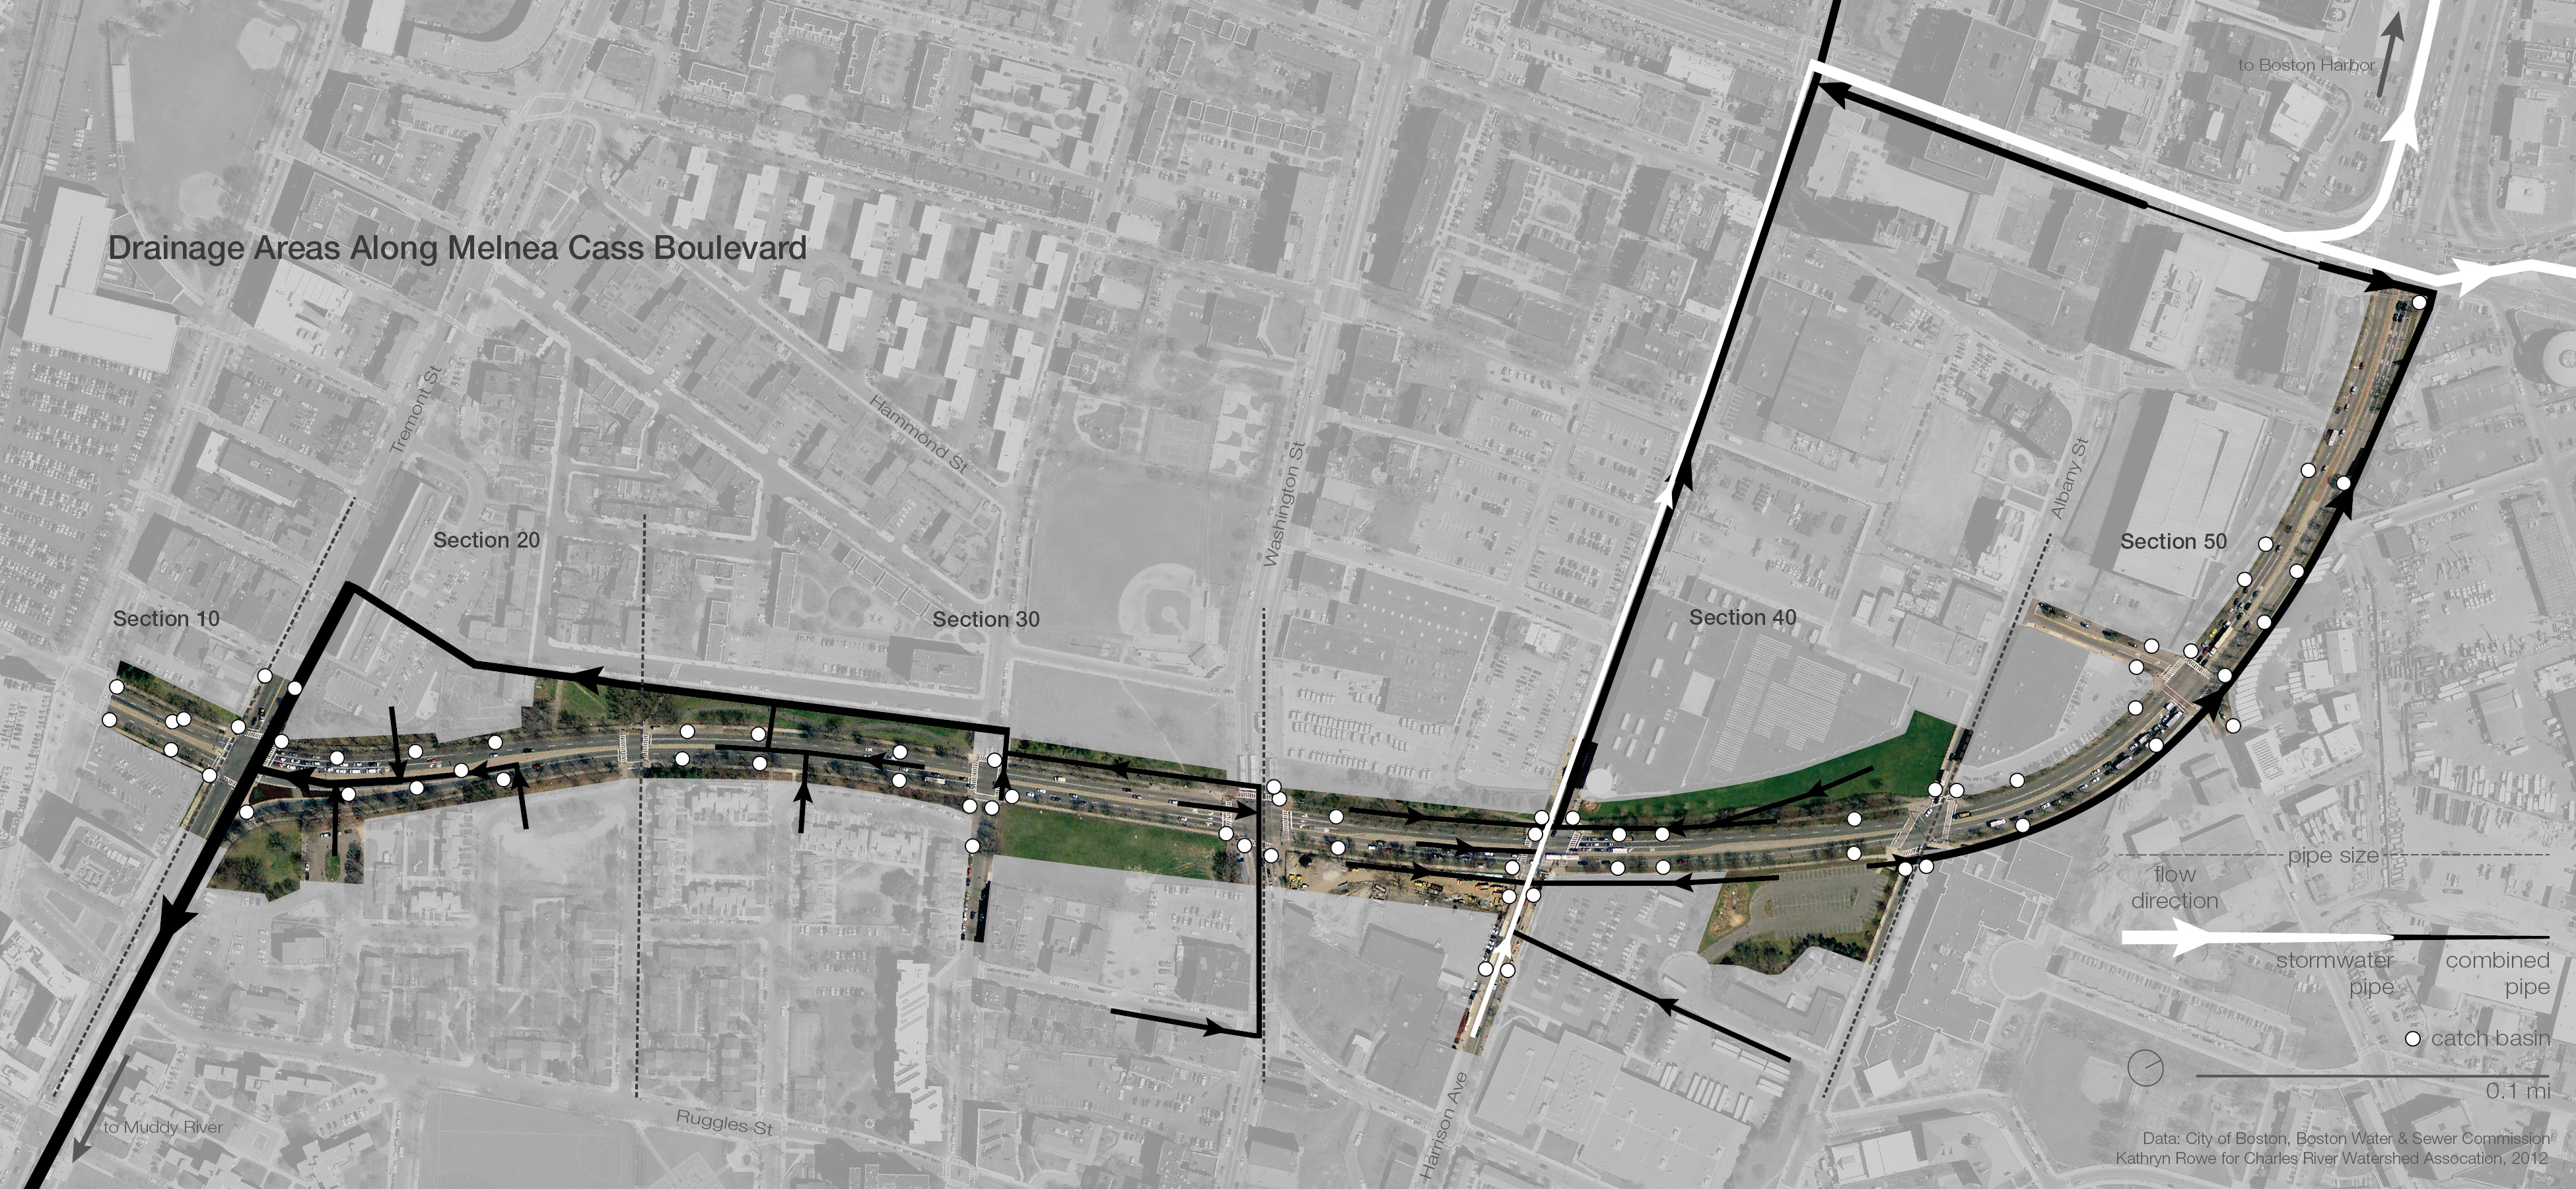 to Boston Harbor
Drainage Areas Along Melnea Cass Boulevard
Tremont St
Hammond St
Washington St
Albany St
Section 20
Section 50
Section 10
Section 30
Section 40
pipe size
flow
direction
stormwater
pipe
combined
pipe
catch basin
0.1 mi
Harrison Ave
Ruggles St
to Muddy River
Data: City of Boston, Boston Water & Sewer Commission
Kathryn Rowe for Charles River Watershed Assocation, 2012